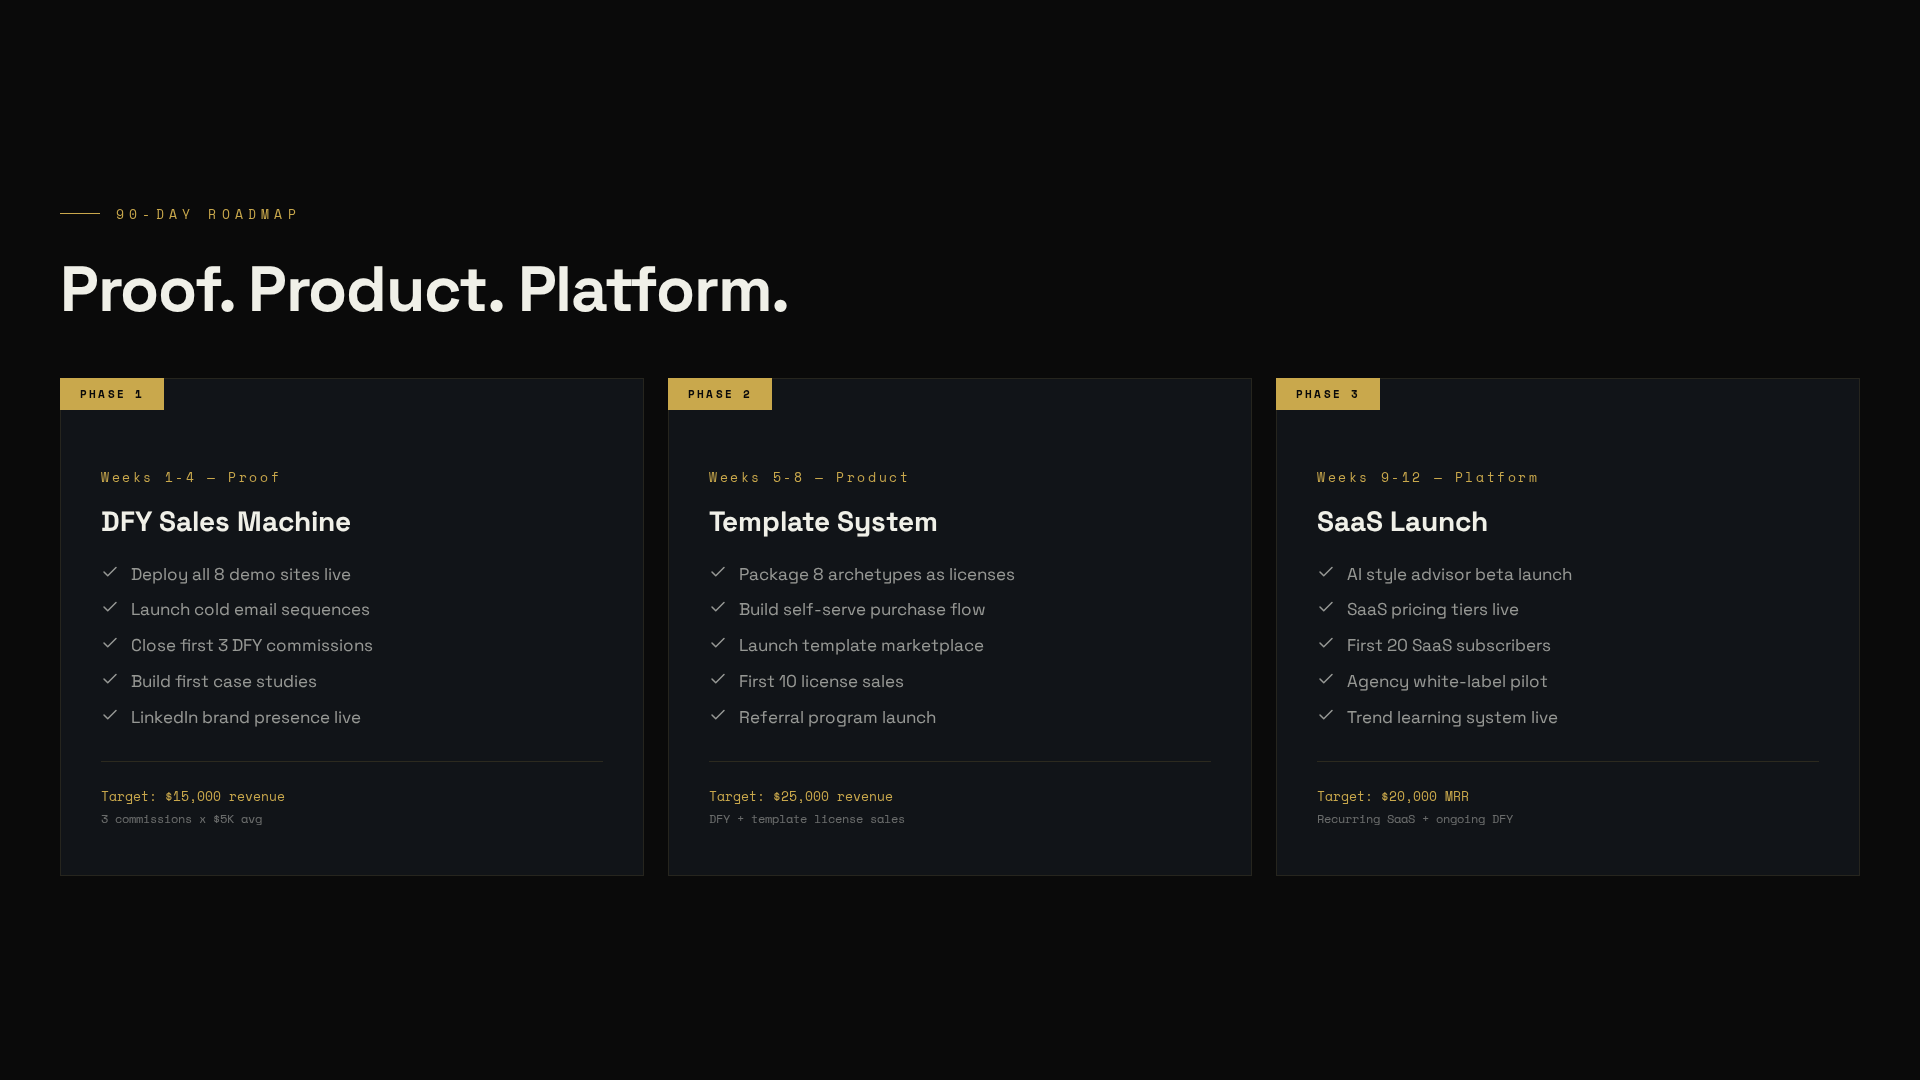 90-DAY ROADMAP
Proof. Product. Platform.
PHASE 1
Weeks 1-4 — Proof
DFY Sales Machine
Deploy all 8 demo sites live
Launch cold email sequences
Close first 3 DFY commissions
Build first case studies
LinkedIn brand presence live
Target: $15,000 revenue
3 commissions x $5K avg
PHASE 2
Weeks 5-8 — Product
Template System
Package 8 archetypes as licenses
Build self-serve purchase flow
Launch template marketplace
First 10 license sales
Referral program launch
Target: $25,000 revenue
DFY + template license sales
PHASE 3
Weeks 9-12 — Platform
SaaS Launch
AI style advisor beta launch
SaaS pricing tiers live
First 20 SaaS subscribers
Agency white-label pilot
Trend learning system live
Target: $20,000 MRR
Recurring SaaS + ongoing DFY